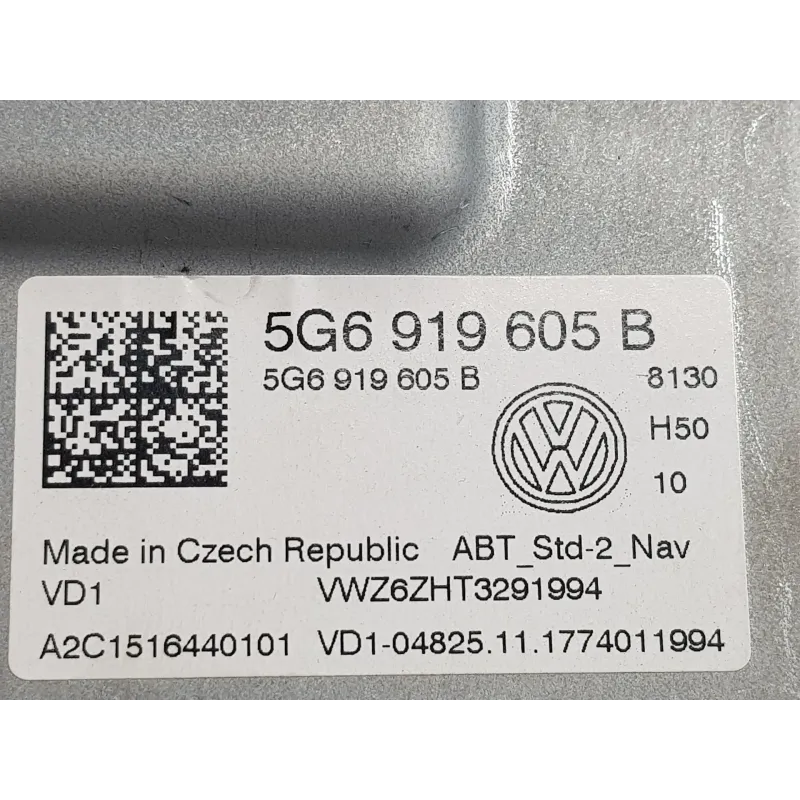 5G6 919 605 B
5G6 919 605 B 8130
H50
10
Made in Czech Republic ABT_Std-2_Nav
VD1 VWZ6ZHT3291994
A2C1516440101 VD1-04825.11.1774011994